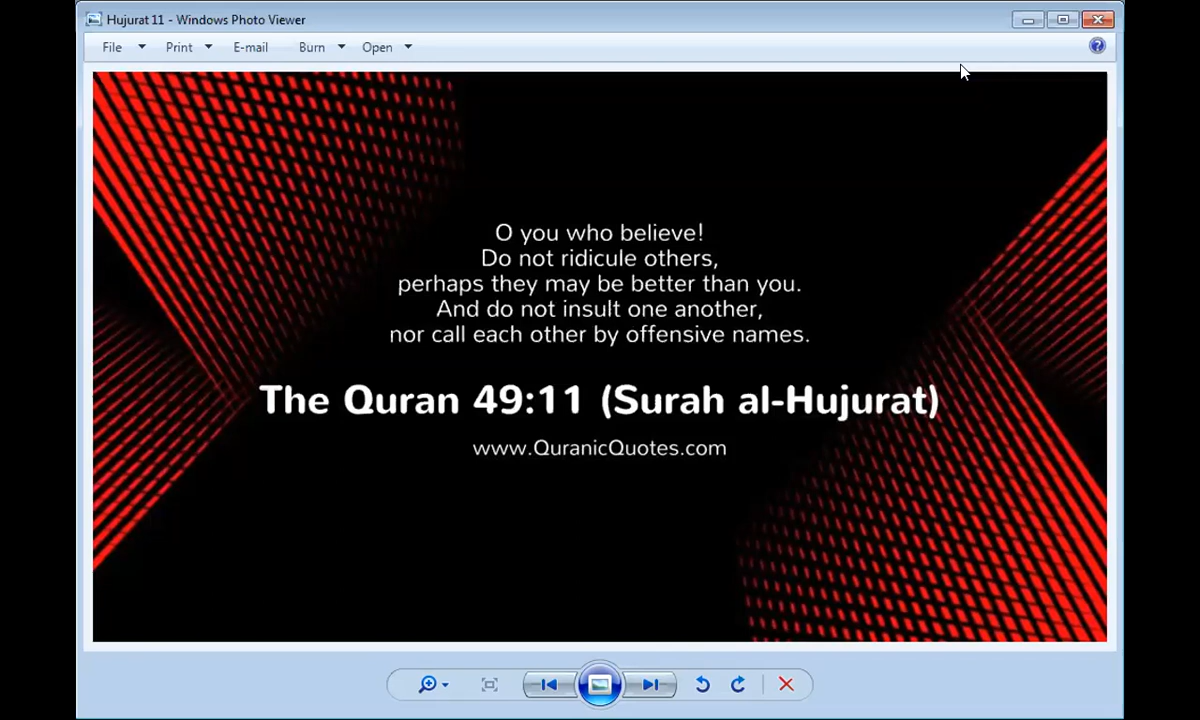 Hujurat 11 - Windows Photo Viewer
File Print E-mail Burn Open
O you who believe!
Do not ridicule others,
perhaps they may be better than you.
And do not insult one another,
nor call each other by offensive names.
The Quran 49:11 (Surah al-Hujurat)
www.QuranicQuotes.com